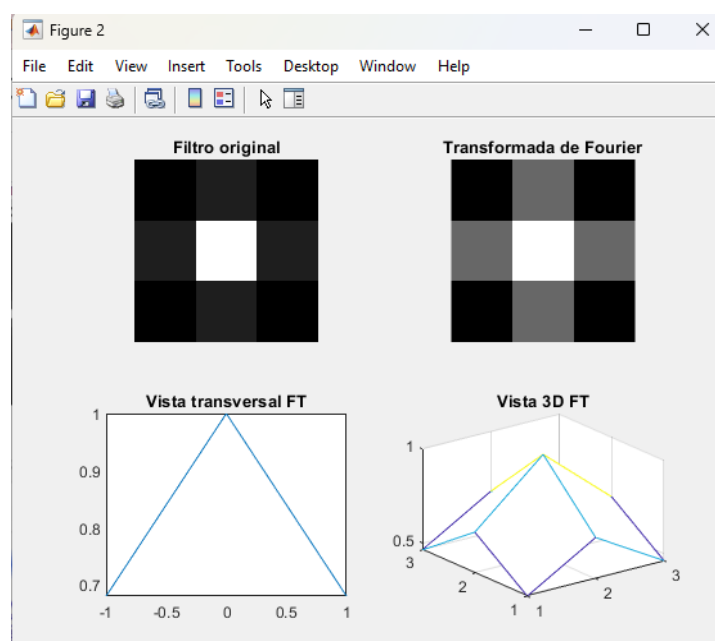 Figure 2
File Edit View Insert Tools Desktop Window Help
Filtro original
Transformada de Fourier
Vista transversal FT
1
0.9
0.8
0.7
-1 -0.5 0 0.5 1
Vista 3D FT
1
0.5
3
2
1
1
2
3